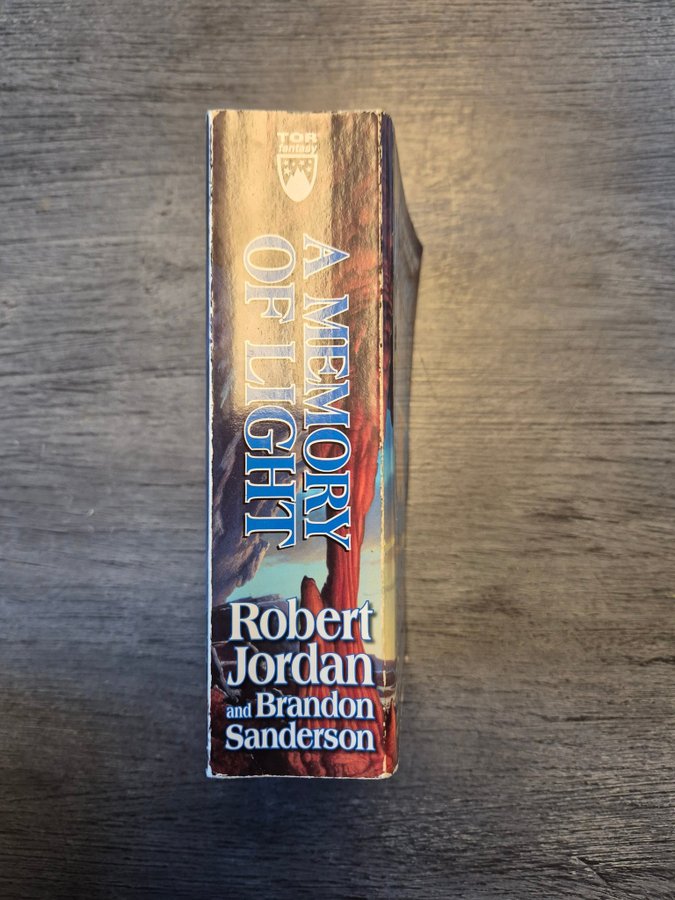 TOR
fantasy
A MEMORY
OF LIGHT
Robert
Jordan
and Brandon
Sanderson